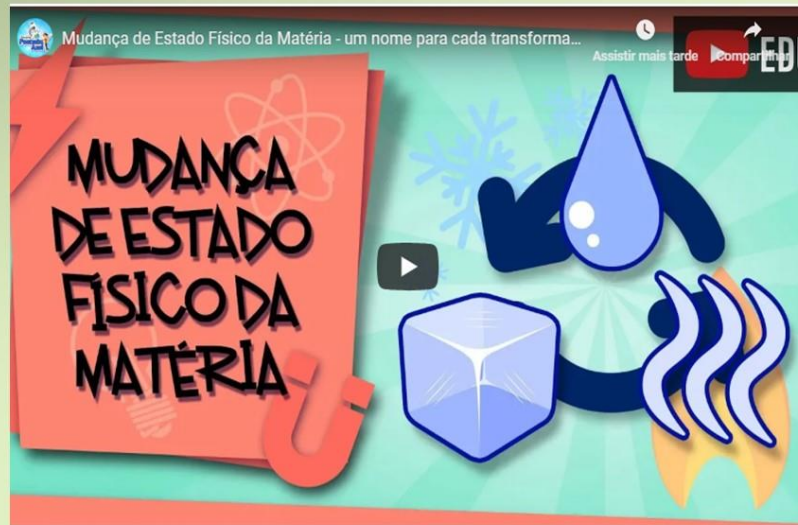 Mudança de Estado Físico da Matéria - um nome para cada transforma...
Assistir mais tarde
Compartilhar
ED
MUDANÇA
DE ESTADO
FÍSICO DA
MATÉRIA